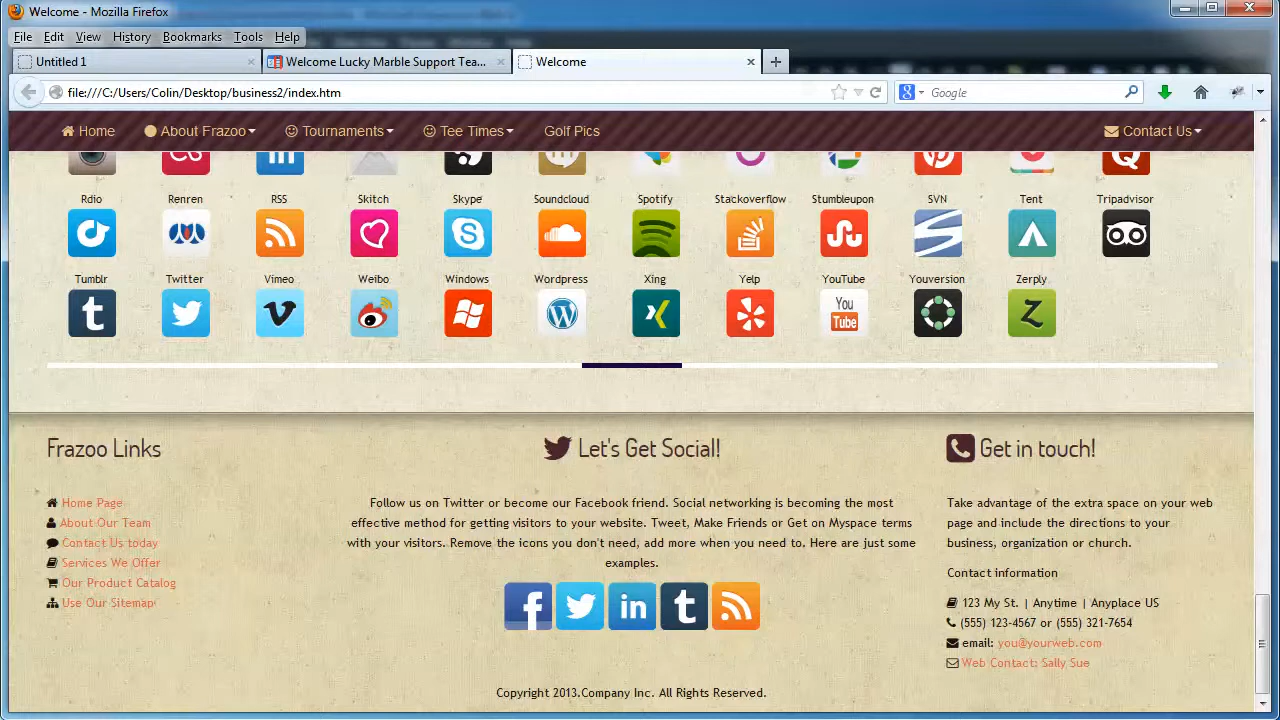 Welcome - Mozilla Firefox
File Edit View History Bookmarks Tools Help
Untitled 1
Welcome Lucky Marble Support Tea...
Welcome
file:///C:/Users/Colin/Desktop/business2/index.htm
Google
Home About Frazoo Tournaments Tee Times Golf Pics Contact Us
Rdio Renren RSS Skitch Skype Soundcloud Spotify Stackoverflow Stumbleupon SVN Tent Tripadvisor
Tumblr Twitter Vimeo Weibo Windows Wordpress Xing Yelp YouTube Youversion Zerply
You
Tube
Frazoo Links
Home Page
About Our Team
Contact Us today
Services We Offer
Our Product Catalog
Use Our Sitemap
Let's Get Social!
Follow us on Twitter or become our Facebook friend. Social networking is becoming the most
effective method for getting visitors to your website. Tweet, Make Friends or Get on Myspace terms
with your visitors. Remove the icons you don't need, add more when you need to. Here are just some
examples.
Get in touch!
Take advantage of the extra space on your web
page and include the directions to your
business, organization or church.
Contact information
123 My St. | Anytime | Anyplace US
(555) 123-4567 or (555) 321-7654
email: you@yourweb.com
Web Contact: Sally Sue
Copyright 2013.Company Inc. All Rights Reserved.